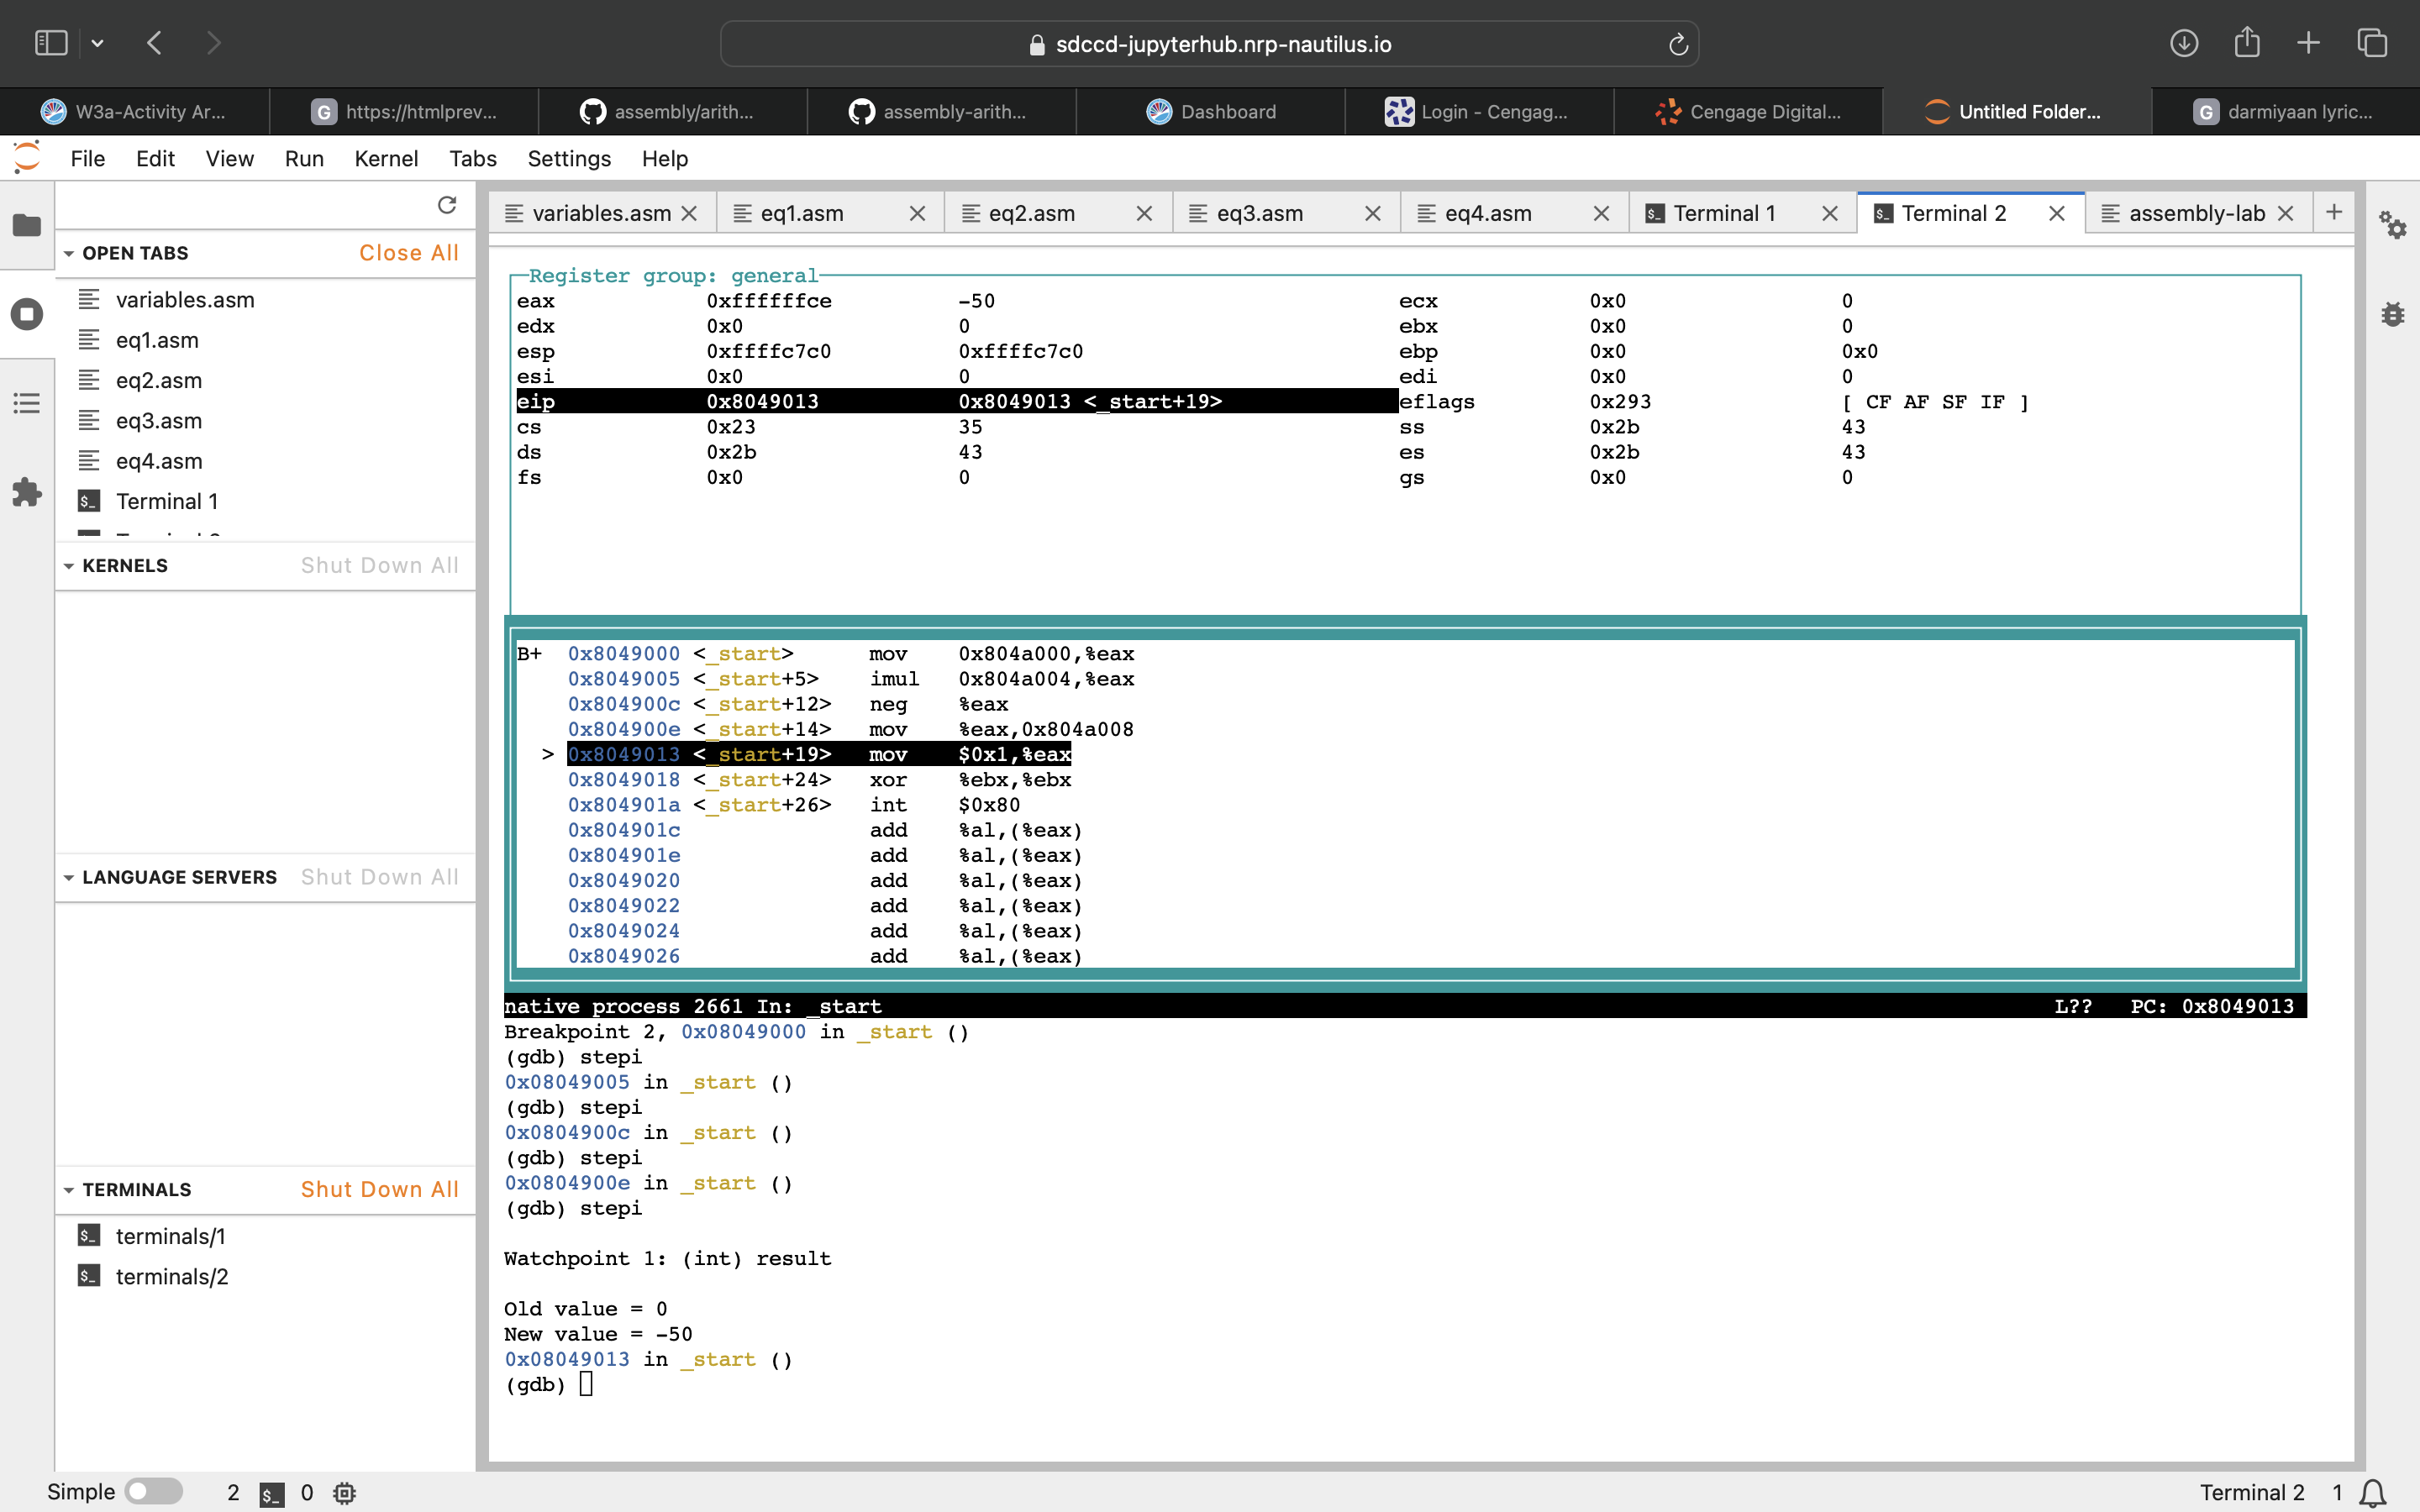 sdccd-jupyterhub.nrp-nautilus.io
W3a-Activity Ar...
G https://htmlprev...
assembly/arith...
assembly-arith...
Dashboard
Login - Cengag...
Cengage Digital...
Untitled Folder...
G darmiyaan lyric...
File Edit View Run Kernel Tabs Settings Help
variables.asm
eq1.asm
eq2.asm
eq3.asm
eq4.asm
$_ Terminal 1
$_ Terminal 2
assembly-lab
OPEN TABS Close All
variables.asm
eq1.asm
eq2.asm
eq3.asm
eq4.asm
$_ Terminal 1
KERNELS Shut Down All
LANGUAGE SERVERS Shut Down All
TERMINALS Shut Down All
$_ terminals/1
$_ terminals/2
Register group: general
eax 0xffffffce -50 ecx 0x0 0
edx 0x0 0 ebx 0x0 0
esp 0xffffc7c0 0xffffc7c0 ebp 0x0 0x0
esi 0x0 0 edi 0x0 0
eip 0x8049013 0x8049013 <_start+19> eflags 0x293 [ CF AF SF IF ]
cs 0x23 35 ss 0x2b 43
ds 0x2b 43 es 0x2b 43
fs 0x0 0 gs 0x0 0
B+ 0x8049000 <_start> mov 0x804a000,%eax
0x8049005 <_start+5> imul 0x804a004,%eax
0x804900c <_start+12> neg %eax
0x804900e <_start+14> mov %eax,0x804a008
> 0x8049013 <_start+19> mov $0x1,%eax
0x8049018 <_start+24> xor %ebx,%ebx
0x804901a <_start+26> int $0x80
0x804901c add %al,(%eax)
0x804901e add %al,(%eax)
0x8049020 add %al,(%eax)
0x8049022 add %al,(%eax)
0x8049024 add %al,(%eax)
0x8049026 add %al,(%eax)
native process 2661 In: _start L?? PC: 0x8049013
Breakpoint 2, 0x08049000 in _start ()
(gdb) stepi
0x08049005 in _start ()
(gdb) stepi
0x0804900c in _start ()
(gdb) stepi
0x0804900e in _start ()
(gdb) stepi
Watchpoint 1: (int) result
Old value = 0
New value = -50
0x08049013 in _start ()
(gdb)
Simple 2 $_ 0
Terminal 2 1